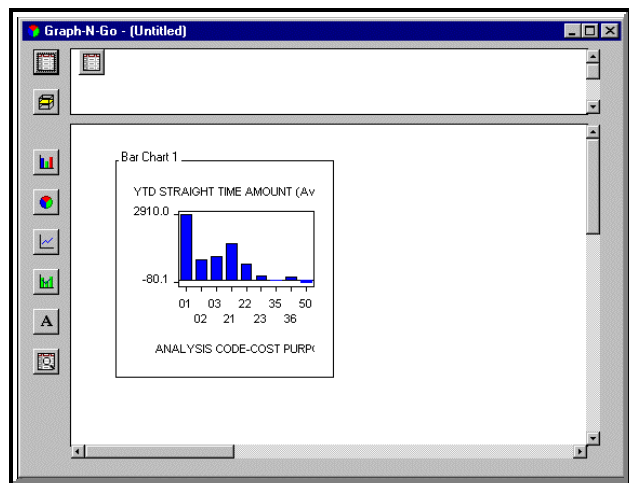 Graph-N-Go - (Untitled)
Bar Chart 1
YTD STRAIGHT TIME AMOUNT (Av
2910.0
-80.1
01 03 22 35 50
02 21 23 36
ANALYSIS CODE-COST PURP(
A